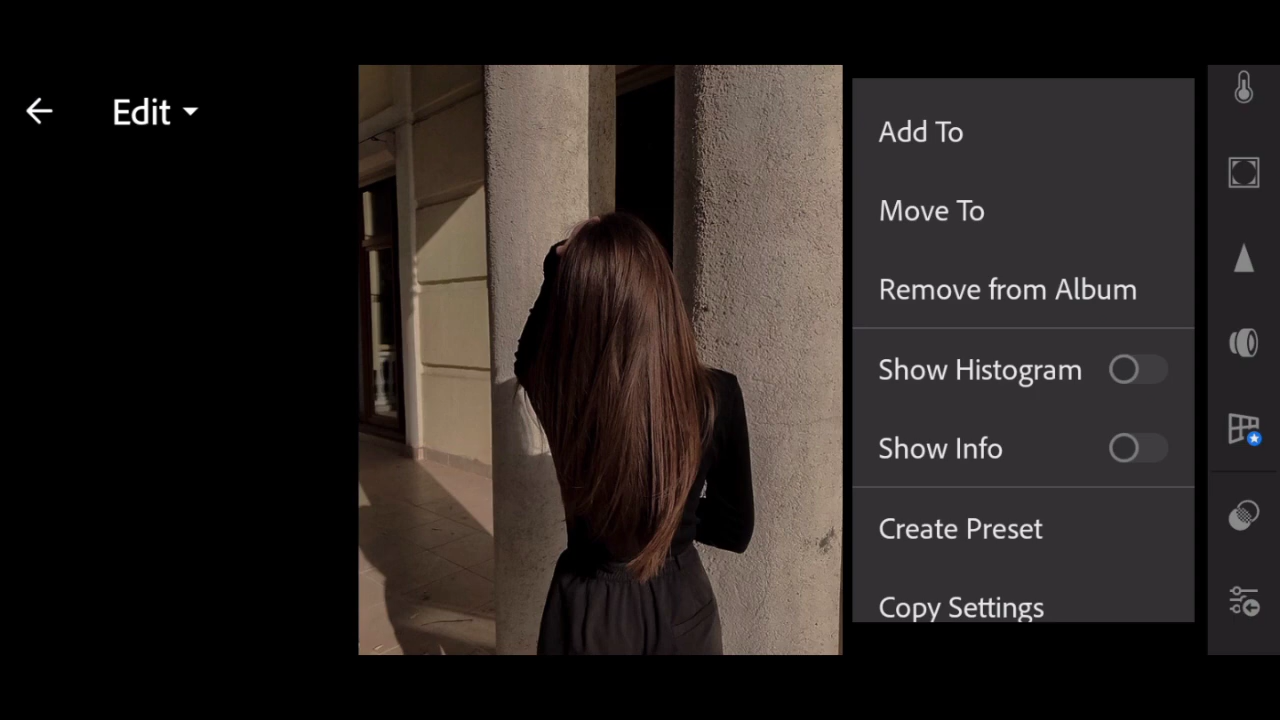 Edit
Add To
Move To
Remove from Album
Show Histogram
Show Info
Create Preset
Copy Settings